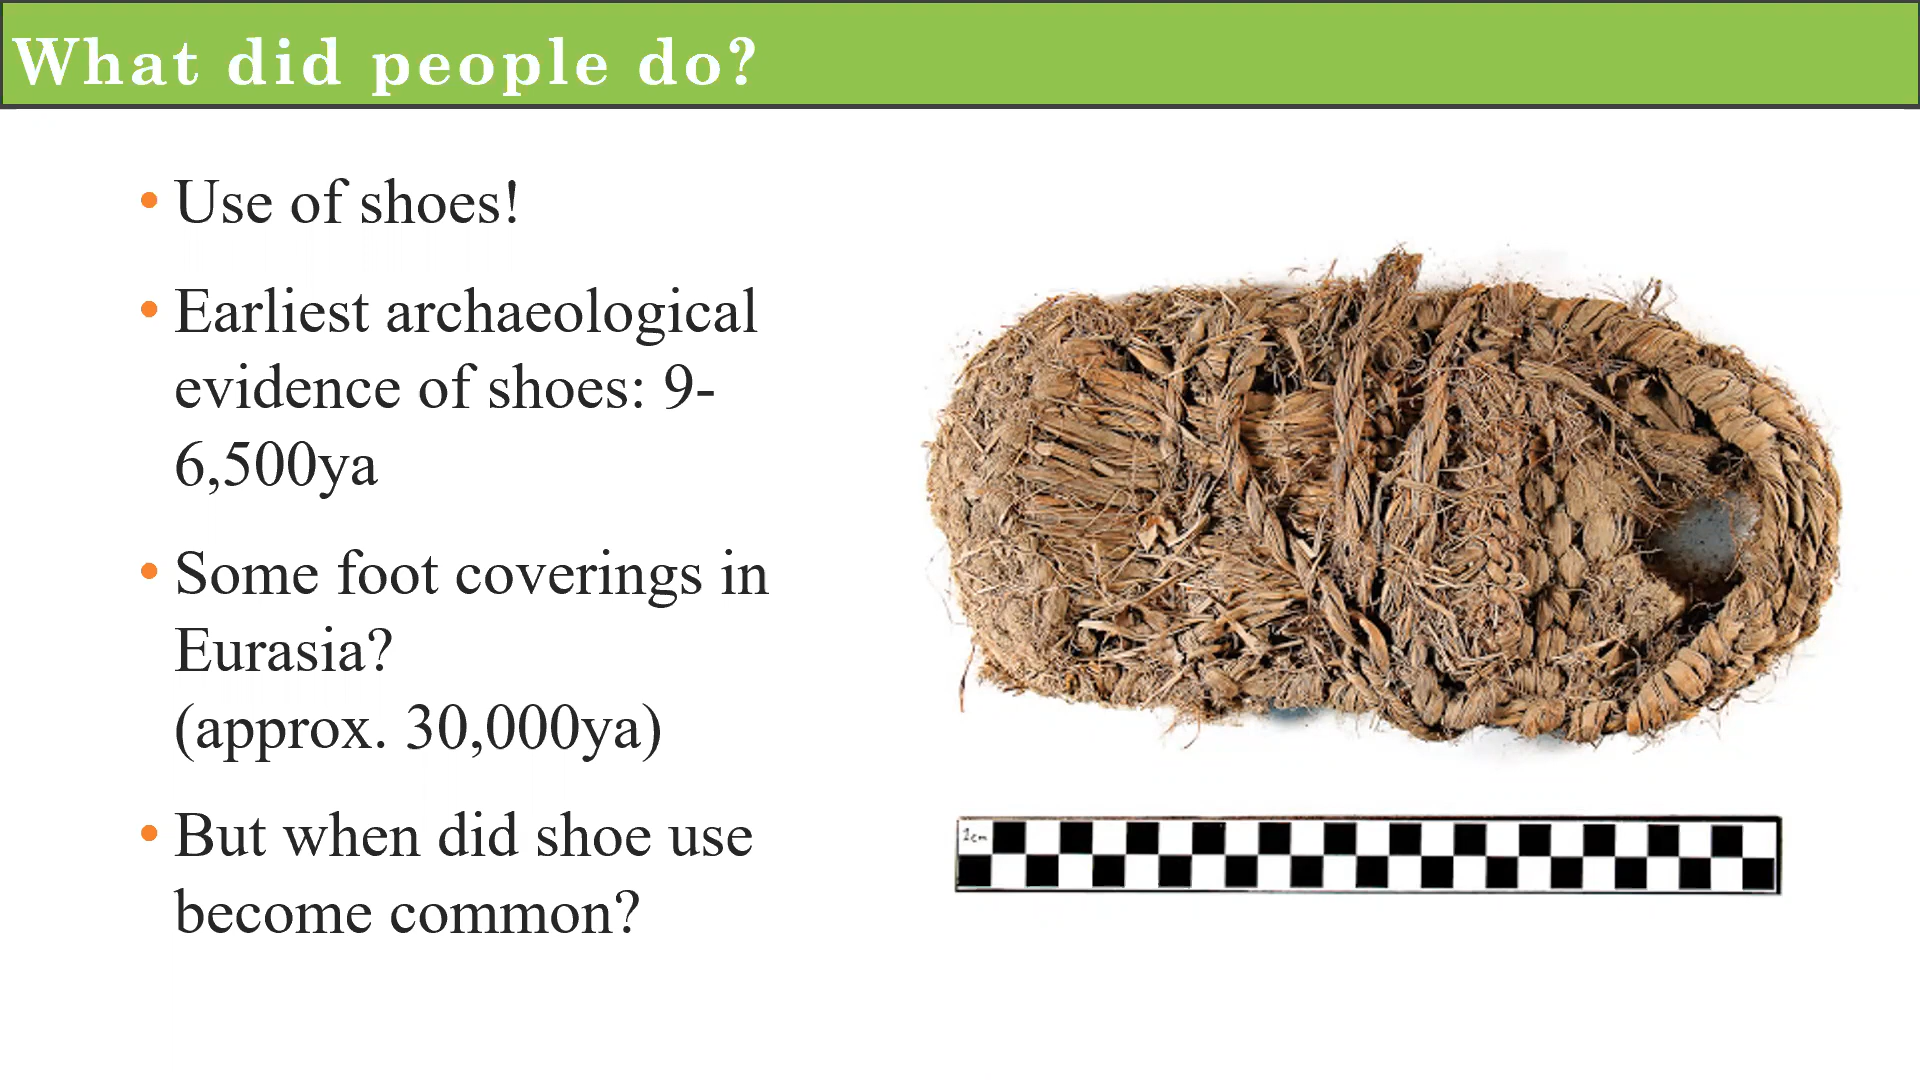 What did people do?
• Use of shoes!
• Earliest archaeological
evidence of shoes: 9-
6,500ya
• Some foot coverings in
Eurasia?
(approx. 30,000ya)
• But when did shoe use
become common?
1cm